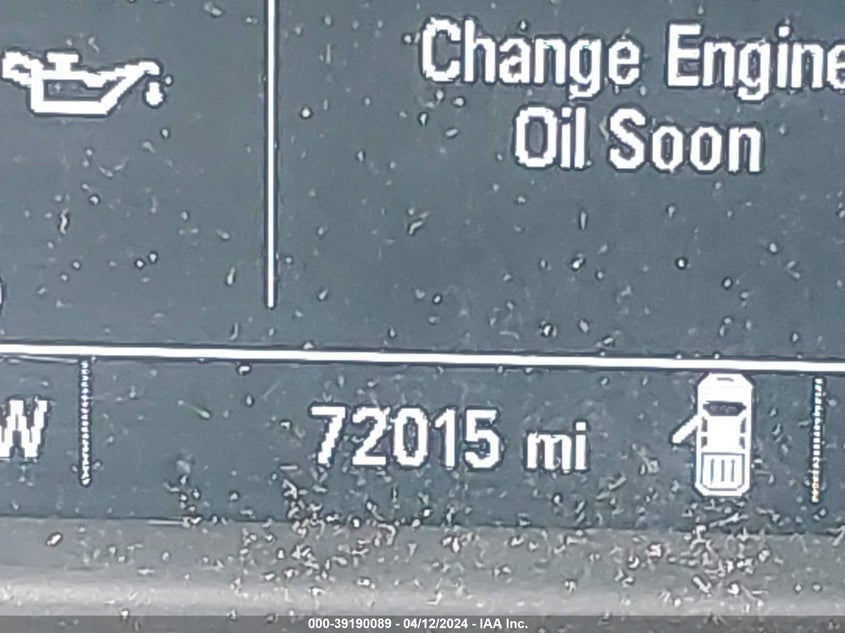 Change Engine
Oil Soon
W
72015 mi
000-39190089 - 04/12/2024 - IAA Inc.